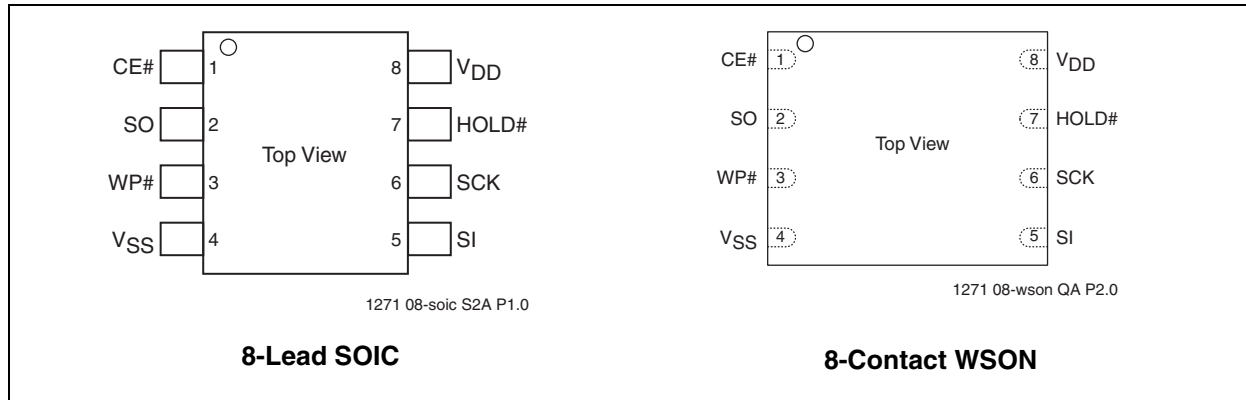 CE# 1 8 VDD
SO 2 7 HOLD#
Top View
WP# 3 6 SCK
VSS 4 5 SI
1271 08-soic S2A P1.0
8-Lead SOIC
CE# 1 8 VDD
SO 2 7 HOLD#
Top View
WP# 3 6 SCK
VSS 4 5 SI
1271 08-wson QA P2.0
8-Contact WSON